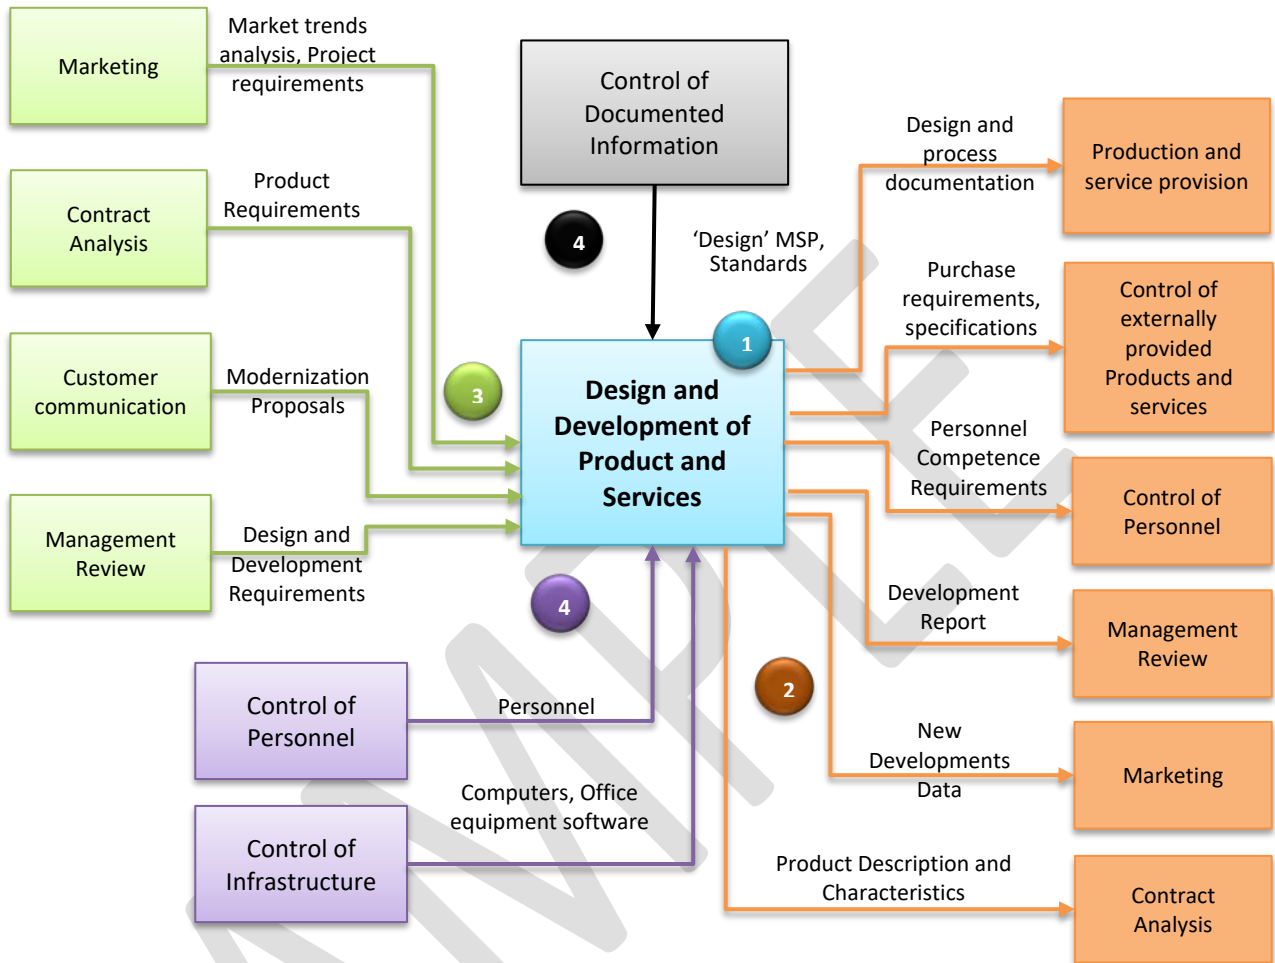 Marketing
Market trends
analysis, Project
requirements
Control of
Documented
Information
Design and
process
documentation
Production and
service provision
Contract
Analysis
Product
Requirements
4
‘Design’ MSP,
Standards
Purchase
requirements,
specifications
Control of
externally
provided
Products and
services
1
Customer
communication
Modernization
Proposals
3
Design and
Development of
Product and
Services
Personnel
Competence
Requirements
Control of
Personnel
Management
Review
Design and
Development
Requirements
4
Development
Report
Management
Review
2
Control of
Personnel
Personnel
New
Developments
Data
Marketing
Control of
Infrastructure
Computers, Office
equipment software
Product Description and
Characteristics
Contract
Analysis
AMPLE